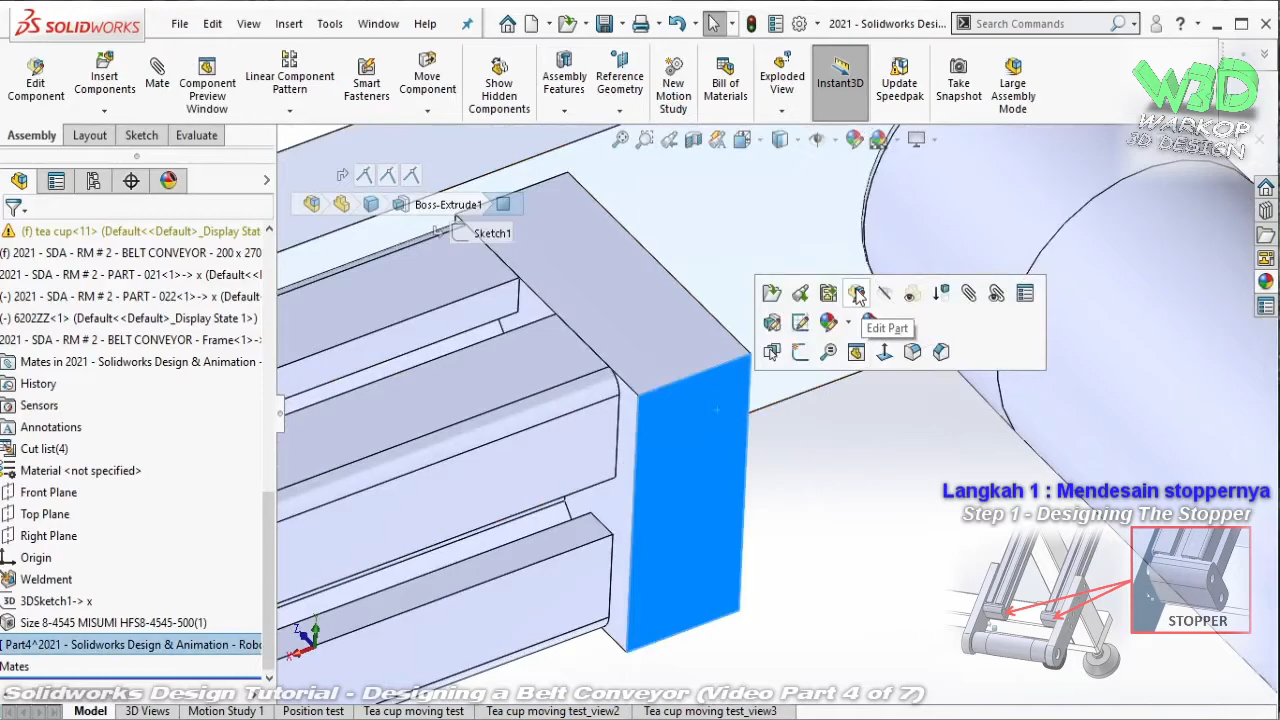 SOLIDWORKS
File Edit View Insert Tools Window Help
2021 - Solidworks Desi...
Search Commands
Edit Component
Insert Components
Mate
Component Preview Window
Linear Component Pattern
Smart Fasteners
Move Component
Show Hidden Components
Assembly Features
Reference Geometry
New Motion Study
Bill of Materials
Exploded View
Instant3D
Update Speedpak
Take Snapshot
Large Assembly Mode
W3D
WARKOP
3D DESIGN
Assembly Layout Sketch Evaluate
Boss-Extrude1
Sketch1
(f) tea cup<11> (Default<<Default>_Display State
(f) 2021 - SDA - RM # 2 - BELT CONVEYOR - 200 x 270
2021 - SDA - RM # 2 - PART - 021<1>-> x (Default<<De
(-) 2021 - SDA - RM # 2 - PART - 022<1>-> x (Default<
(-) 6202ZZZ<1> (Default<<Default>_Display State 1>)
2021 - SDA - RM # 2 - BELT CONVEYOR - Frame<1>->
Mates in 2021 - Solidworks Design & Animation - Rob
History
Sensors
Annotations
Cut list(4)
Material <not specified>
Front Plane
Top Plane
Right Plane
Origin
Weldment
3D 3DSketch1-> x
Size 8-4545 MISUMI HFS8-4545-500(1)
[ Part4^2021 - Solidworks Design & Animation - Robo
Mates
Edit Part
Langkah 1 : Mendesain stoppernya
Step 1 - Designing The Stopper
STOPPER
Solidworks Design Tutorial - Designing a Belt Conveyor (Video Part 4 of 7)
Model 3D Views Motion Study 1 Position test Tea cup moving test Tea cup moving test_view2 Tea cup moving test_view3